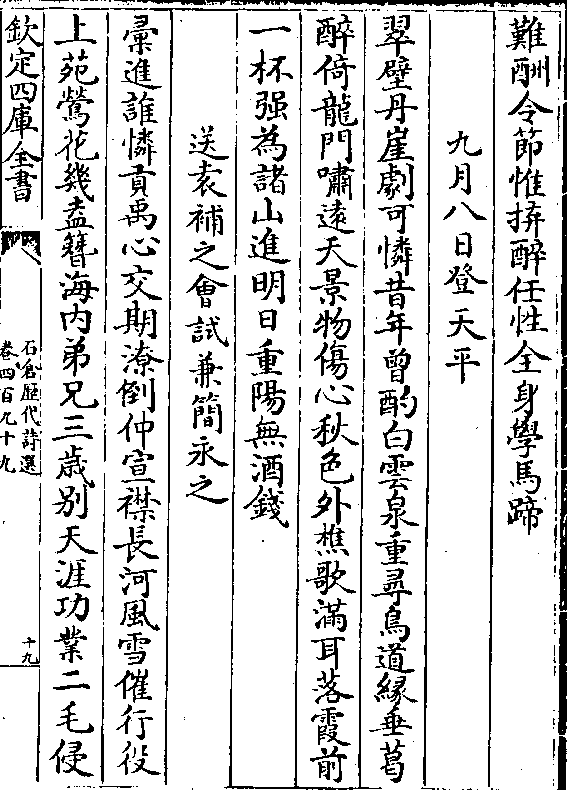 難酬令節惟拚醉任性全身學馬蹄
九月八日登天平
翠壁丹崖劇可憐昔年曾酌白雲泉重尋鳥道縁垂葛
醉倚龍門嘯逺天景物傷心秋色外樵歌滿耳落霞前
一杯强為諸山進明日重陽無酒錢
送袁補之會試兼簡永之
彚進誰憐貢禹心交期潦倒仲宣襟長河風雪催行役
上苑鶯花幾盍簪海内弟兄三歳别天涯功業二毛侵
欽定四庫全書
石倉歴代詩選
卷四百九十九
十九